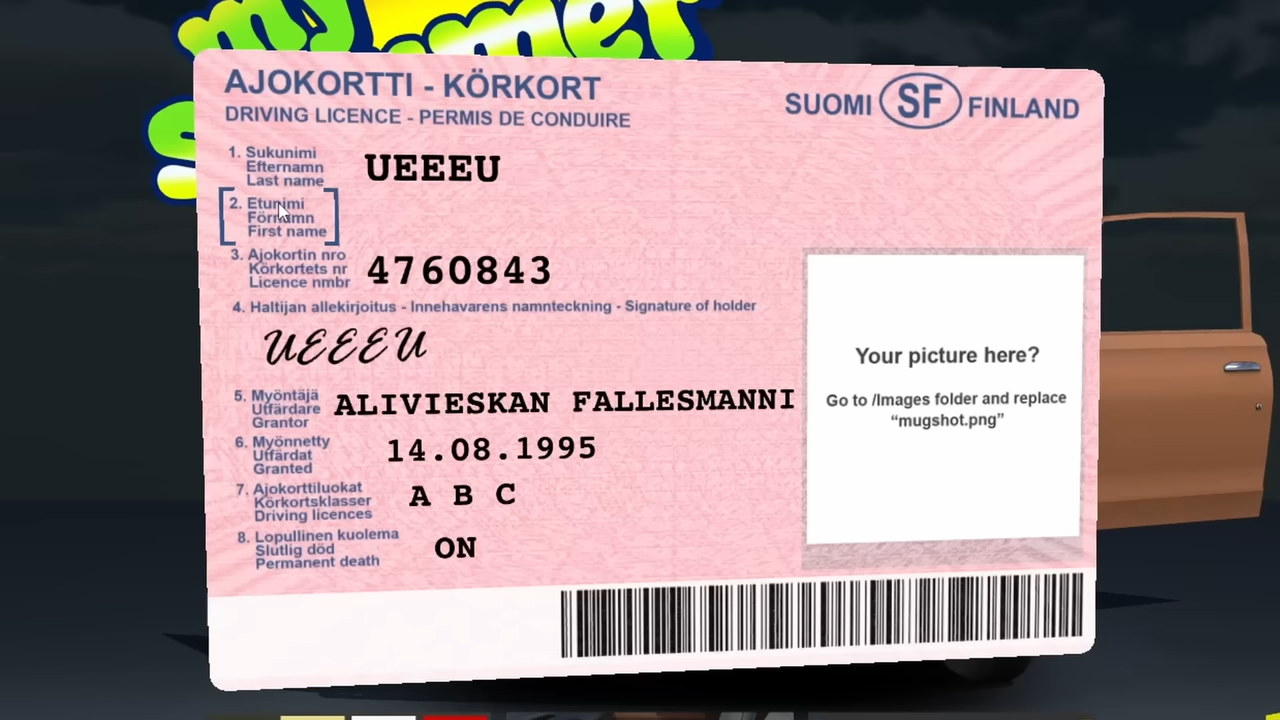 my summer
AJOKORTTI - KÖRKORT
DRIVING LICENCE - PERMIS DE CONDUIRE
SUOMI SF FINLAND
1. Sukunimi
Efternamn
Last name
UEEEU
2. Etunimi
Förnamn
First name
3. Ajokortin nro
Körkortets nr
Licence nmbr
4760843
4. Haltijan allekirjoitus - Innehavarens namnteckning - Signature of holder
UEEEU
5. Myöntäjä
Utfärdare
Grantor
ALIVIESKAN FALLESMANNI
6. Myönnetty
Utfärdat
Granted
14.08.1995
7. Ajokorttiluokat
Körkortsklasser
Driving licences
A B C
8. Lopullinen kuolema
Slutlig död
Permanent death
ON
Your picture here?
Go to /Images folder and replace
“mugshot.png”